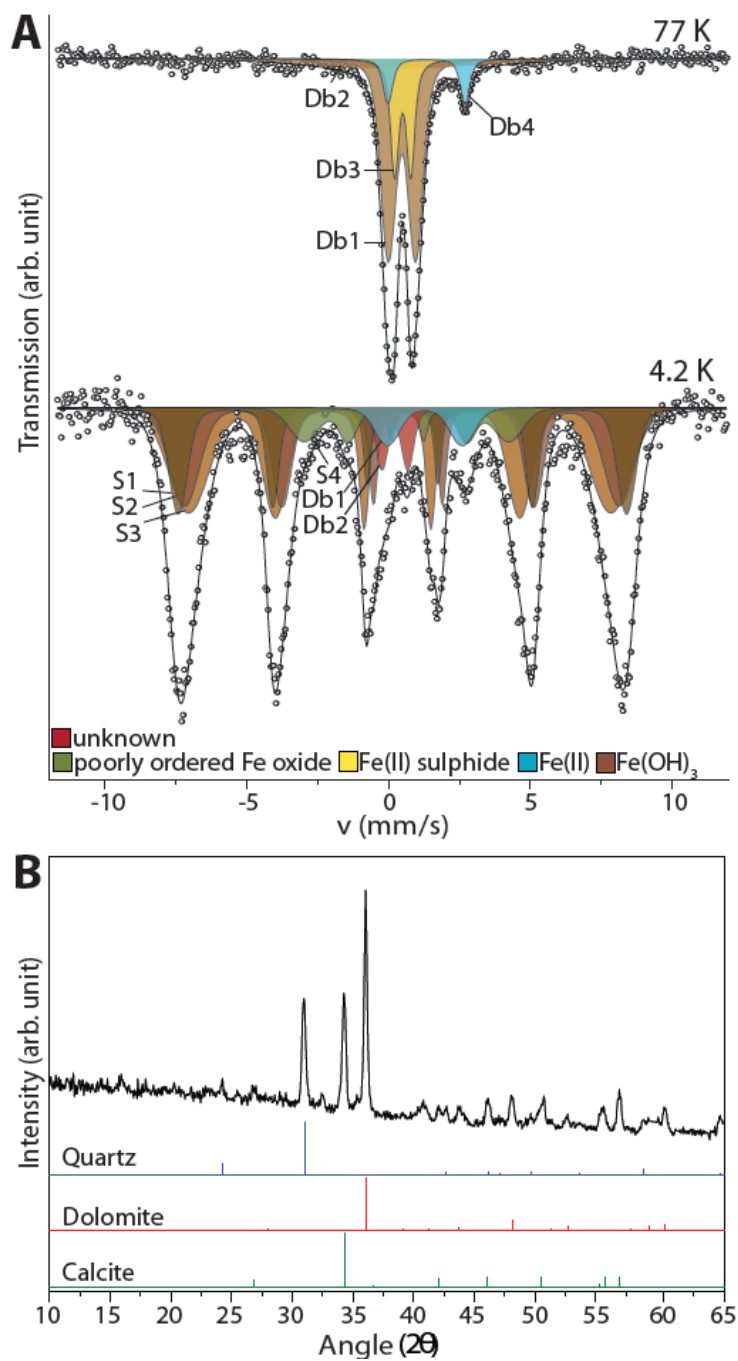 A
77 K
Db2
Db4
Db3
Db1
Transmission (arb. unit)
4.2 K
S1
S2
S3
S4
Db1
Db2
unknown
poorly ordered Fe oxide Fe(II) sulphide Fe(II) Fe(OH)3
-10 -5 0 5 10
v (mm/s)
B
Intensity (arb. unit)
Quartz
Dolomite
Calcite
10 15 20 25 30 35 40 45 50 55 60 65
Angle (2θ)